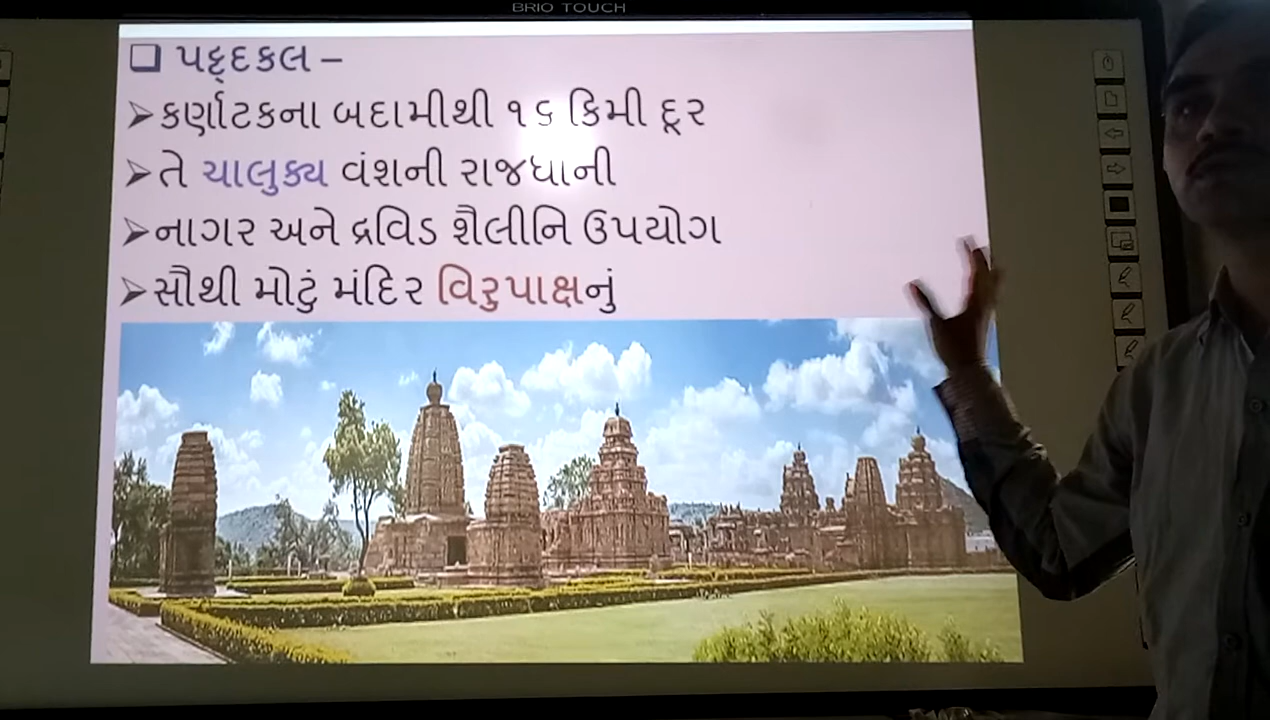 BRIO TOUCH
❑ પટ્ટદકલ –
➢કર્ણાટકના બદામીથી ૧૬ કિમી દૂર
➢તે ચાલુક્ય વંશની રાજધાની
➢નાગર અને દ્રવિડ શૈલીનિ ઉપયોગ
➢સૌથી મોટું મંદિર વિરુપાક્ષનું